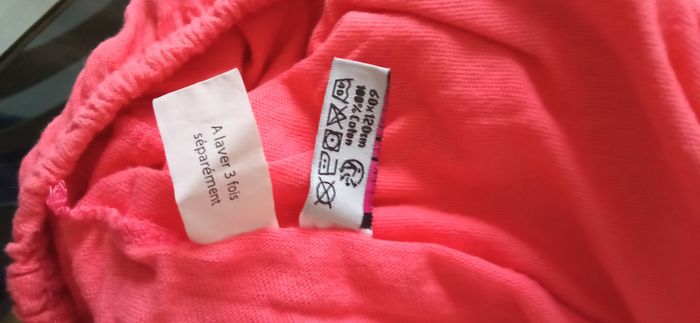 A laver 3 fois
séparément
60x120cm
100% Coton